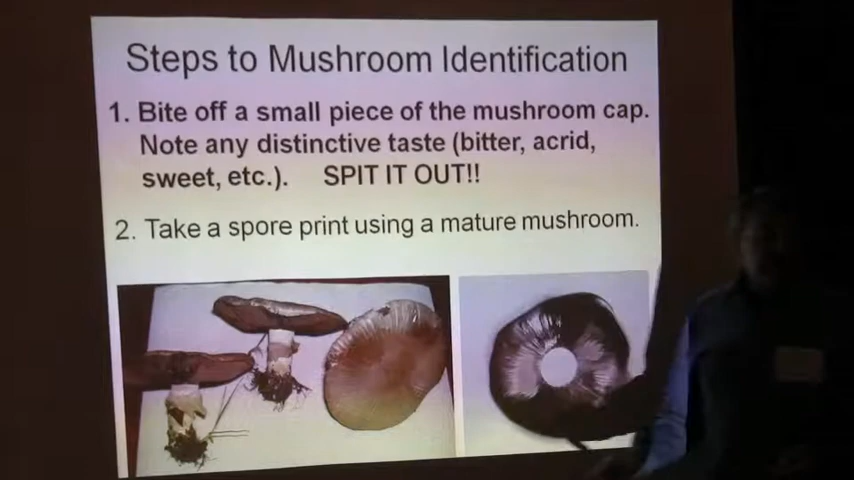 Steps to Mushroom Identification
1. Bite off a small piece of the mushroom cap.
Note any distinctive taste (bitter, acrid,
sweet, etc.). SPIT IT OUT!!
2. Take a spore print using a mature mushroom.